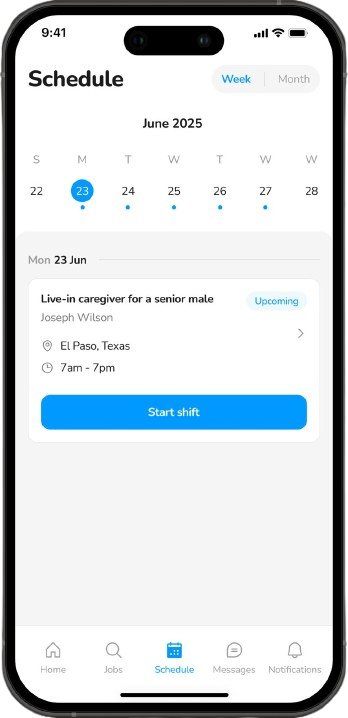 9:41
Schedule
Week Month
June 2025
S M T W T W W
22 23 24 25 26 27 28
Mon 23 Jun
Live-in caregiver for a senior male Upcoming
Joseph Wilson
El Paso, Texas
7am - 7pm
Start shift
Home Jobs Schedule Messages Notifications